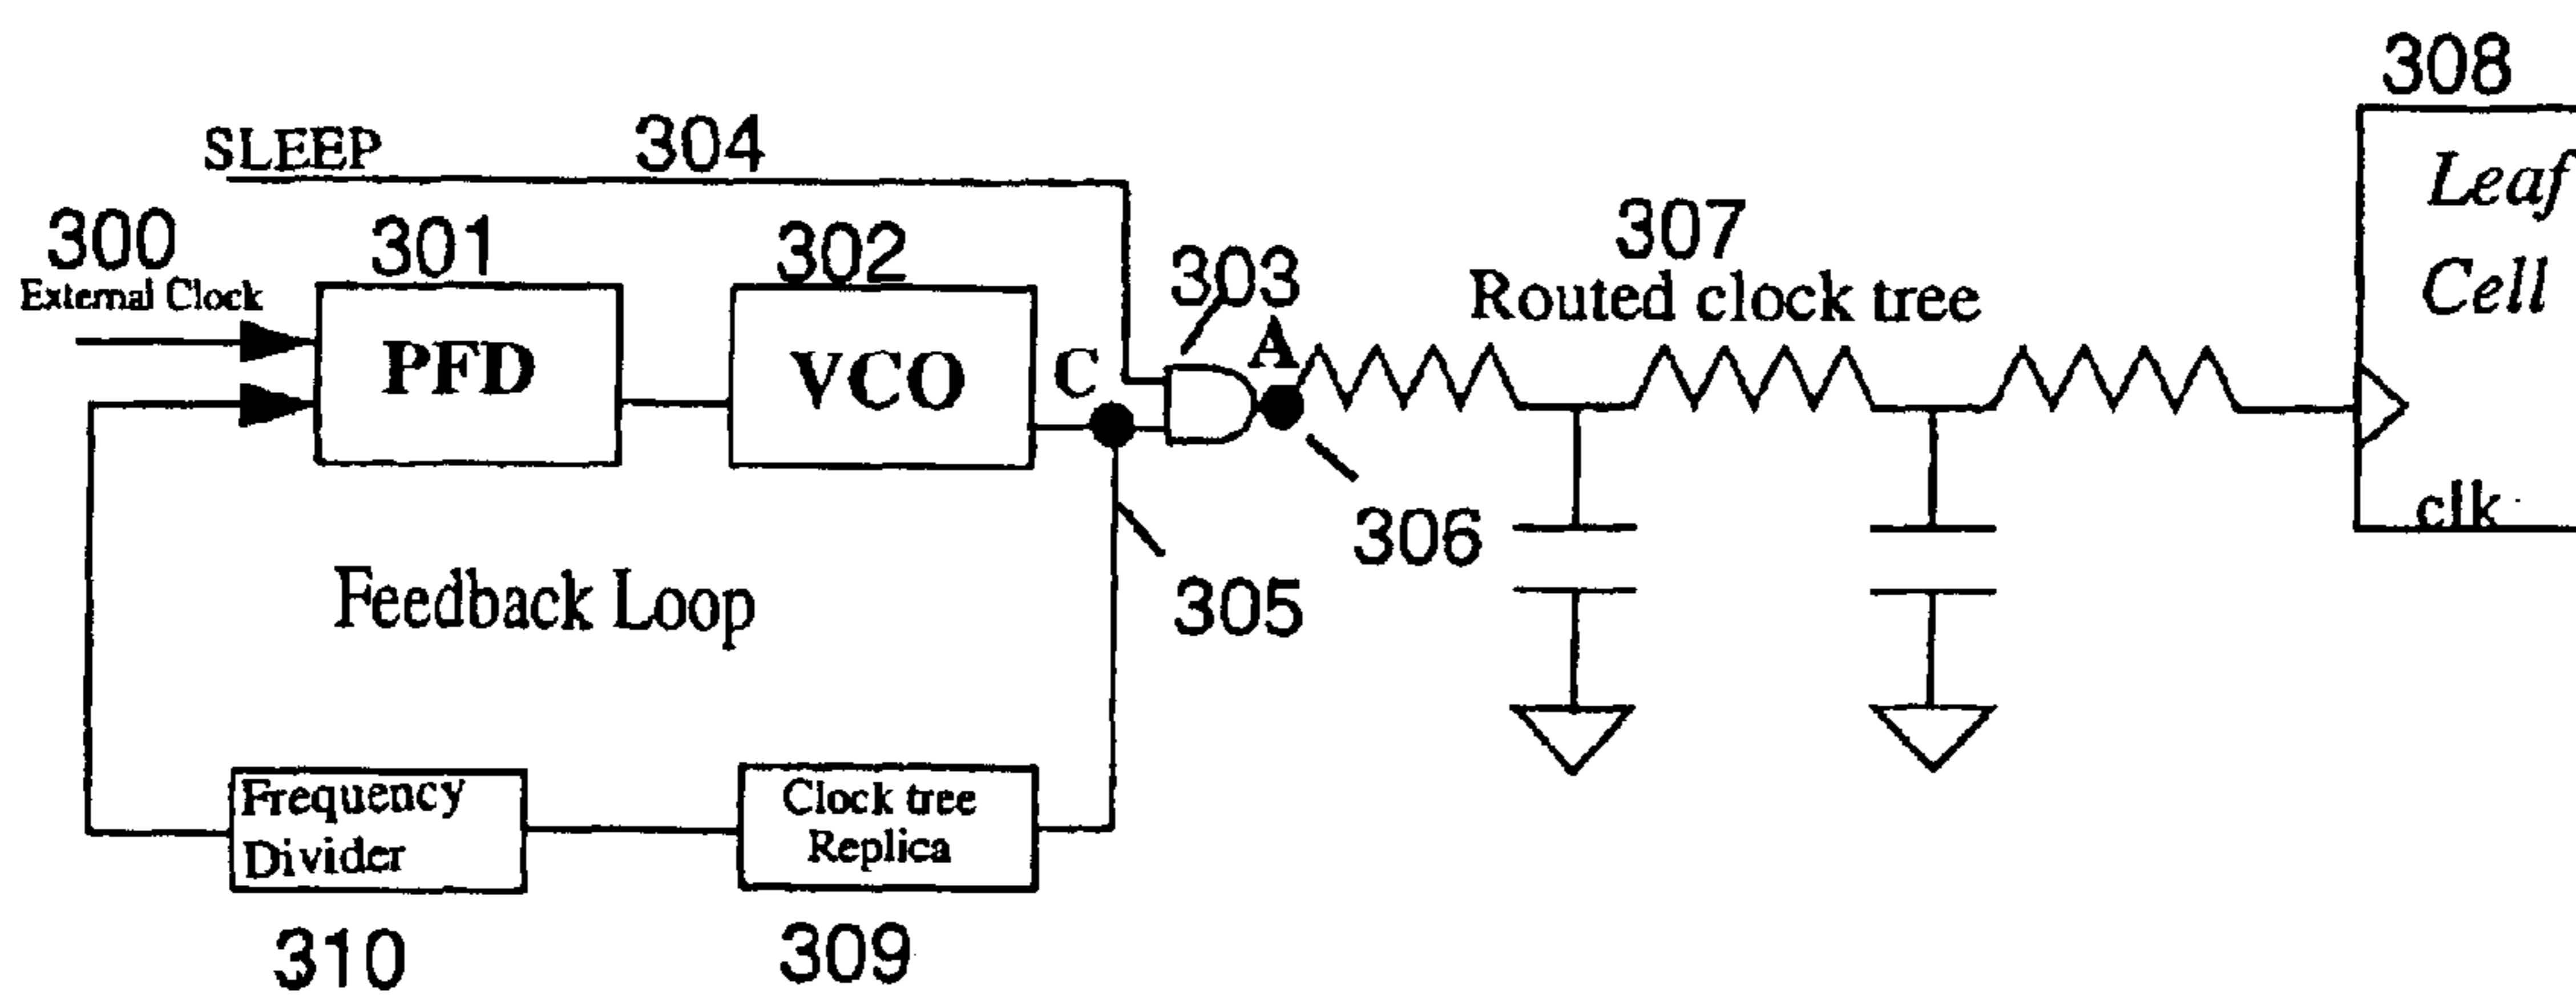 308
SLEEP 304
Leaf
Cell
300
External Clock
301
302
303
307
Routed clock tree
PFD
VCO
C
A
clk
306
305
Feedback Loop
Frequency
Divider
Clock tree
Replica
310
309